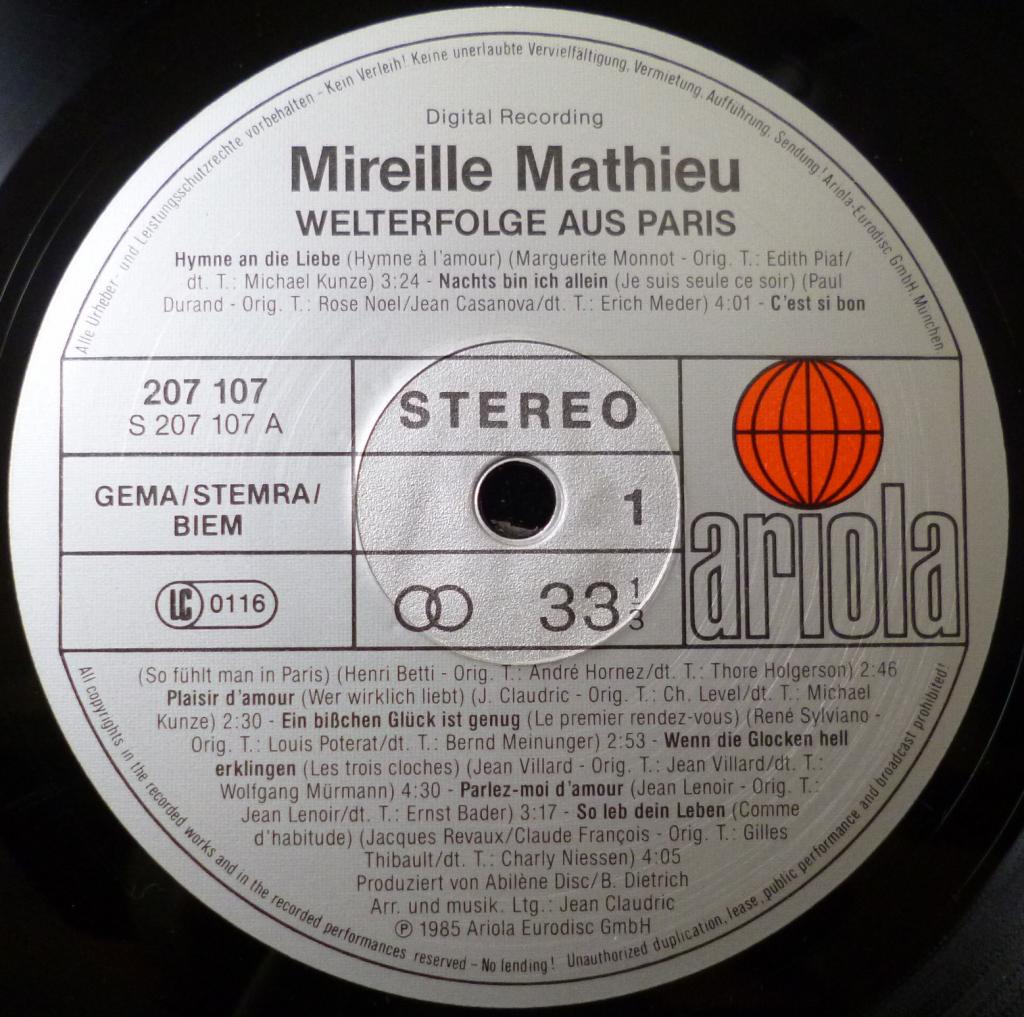 Alle Urheber- und Leistungsschutzrechte vorbehalten - Kein Verleih! Keine unerlaubte Vervielfältigung, Vermietung, Aufführung, Sendung! Ariola-Eurodisc GmbH, München.
Digital Recording
Mireille Mathieu
WELTERFOLGE AUS PARIS
Hymne an die Liebe (Hymne à l'amour) (Marguerite Monnot - Orig. T.: Edith Piaf/
dt. T.: Michael Kunze) 3:24 - Nachts bin ich allein (Je suis seule ce soir) (Paul
Durand - Orig. T.: Rose Noel/Jean Casanova/dt. T.: Erich Meder) 4:01 - C'est si bon
207 107
S 207 107 A
STEREO
GEMA/STEMRA/
BIEM
1
LC 0116
33 1/3
ariola
(So fühlt man in Paris) (Henri Betti - Orig. T.: André Hornez/dt. T.: Thore Holgerson) 2:46
Plaisir d'amour (Wer wirklich liebt) (J. Claudric - Orig. T.: Ch. Level/dt. T.: Michael
Kunze) 2:30 - Ein bißchen Glück ist genug (Le premier rendez-vous) (René Sylviano -
Orig. T.: Louis Poterat/dt. T.: Bernd Meinunger) 2:53 - Wenn die Glocken hell
erklingen (Les trois cloches) (Jean Villard - Orig. T.: Jean Villard/dt. T.:
Wolfgang Mürmann) 4:30 - Parlez-moi d'amour (Jean Lenoir - Orig. T.:
Jean Lenoir/dt. T.: Ernst Bader) 3:17 - So leb dein Leben (Comme
d'habitude) (Jacques Revaux/Claude François - Orig. T.: Gilles
Thibault/dt. T.: Charly Niessen) 4:05
Produziert von Abilène Disc/B. Dietrich
Arr. und musik. Ltg.: Jean Claudric
Ⓟ 1985 Ariola Eurodisc GmbH
All copyrights in the recorded works and in the recorded performances reserved - No lending! Unauthorized duplication, lease, public performance and broadcast prohibited!